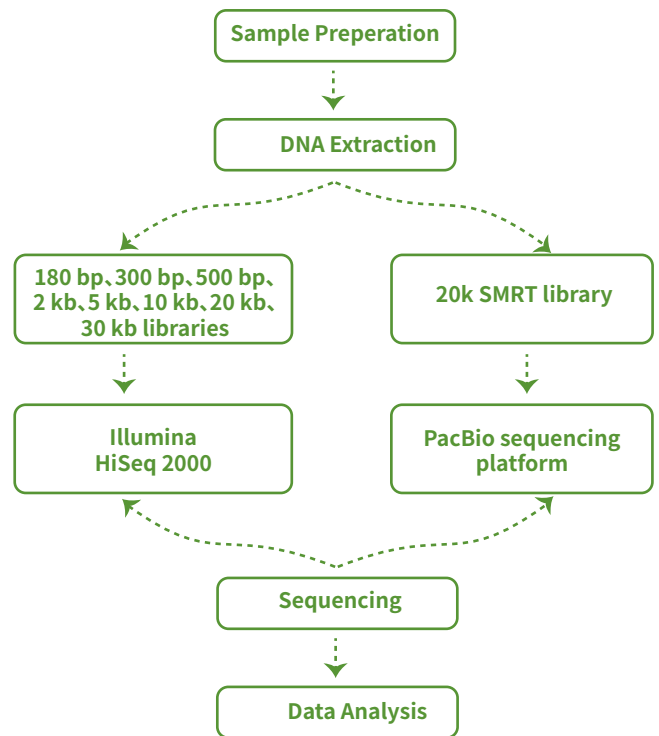 Sample Preperation
DNA Extraction
180 bp、300 bp、500 bp、
2 kb、5 kb、10 kb、20 kb、
30 kb libraries
20k SMRT library
Illumina
HiSeq 2000
PacBio sequencing
platform
Sequencing
Data Analysis